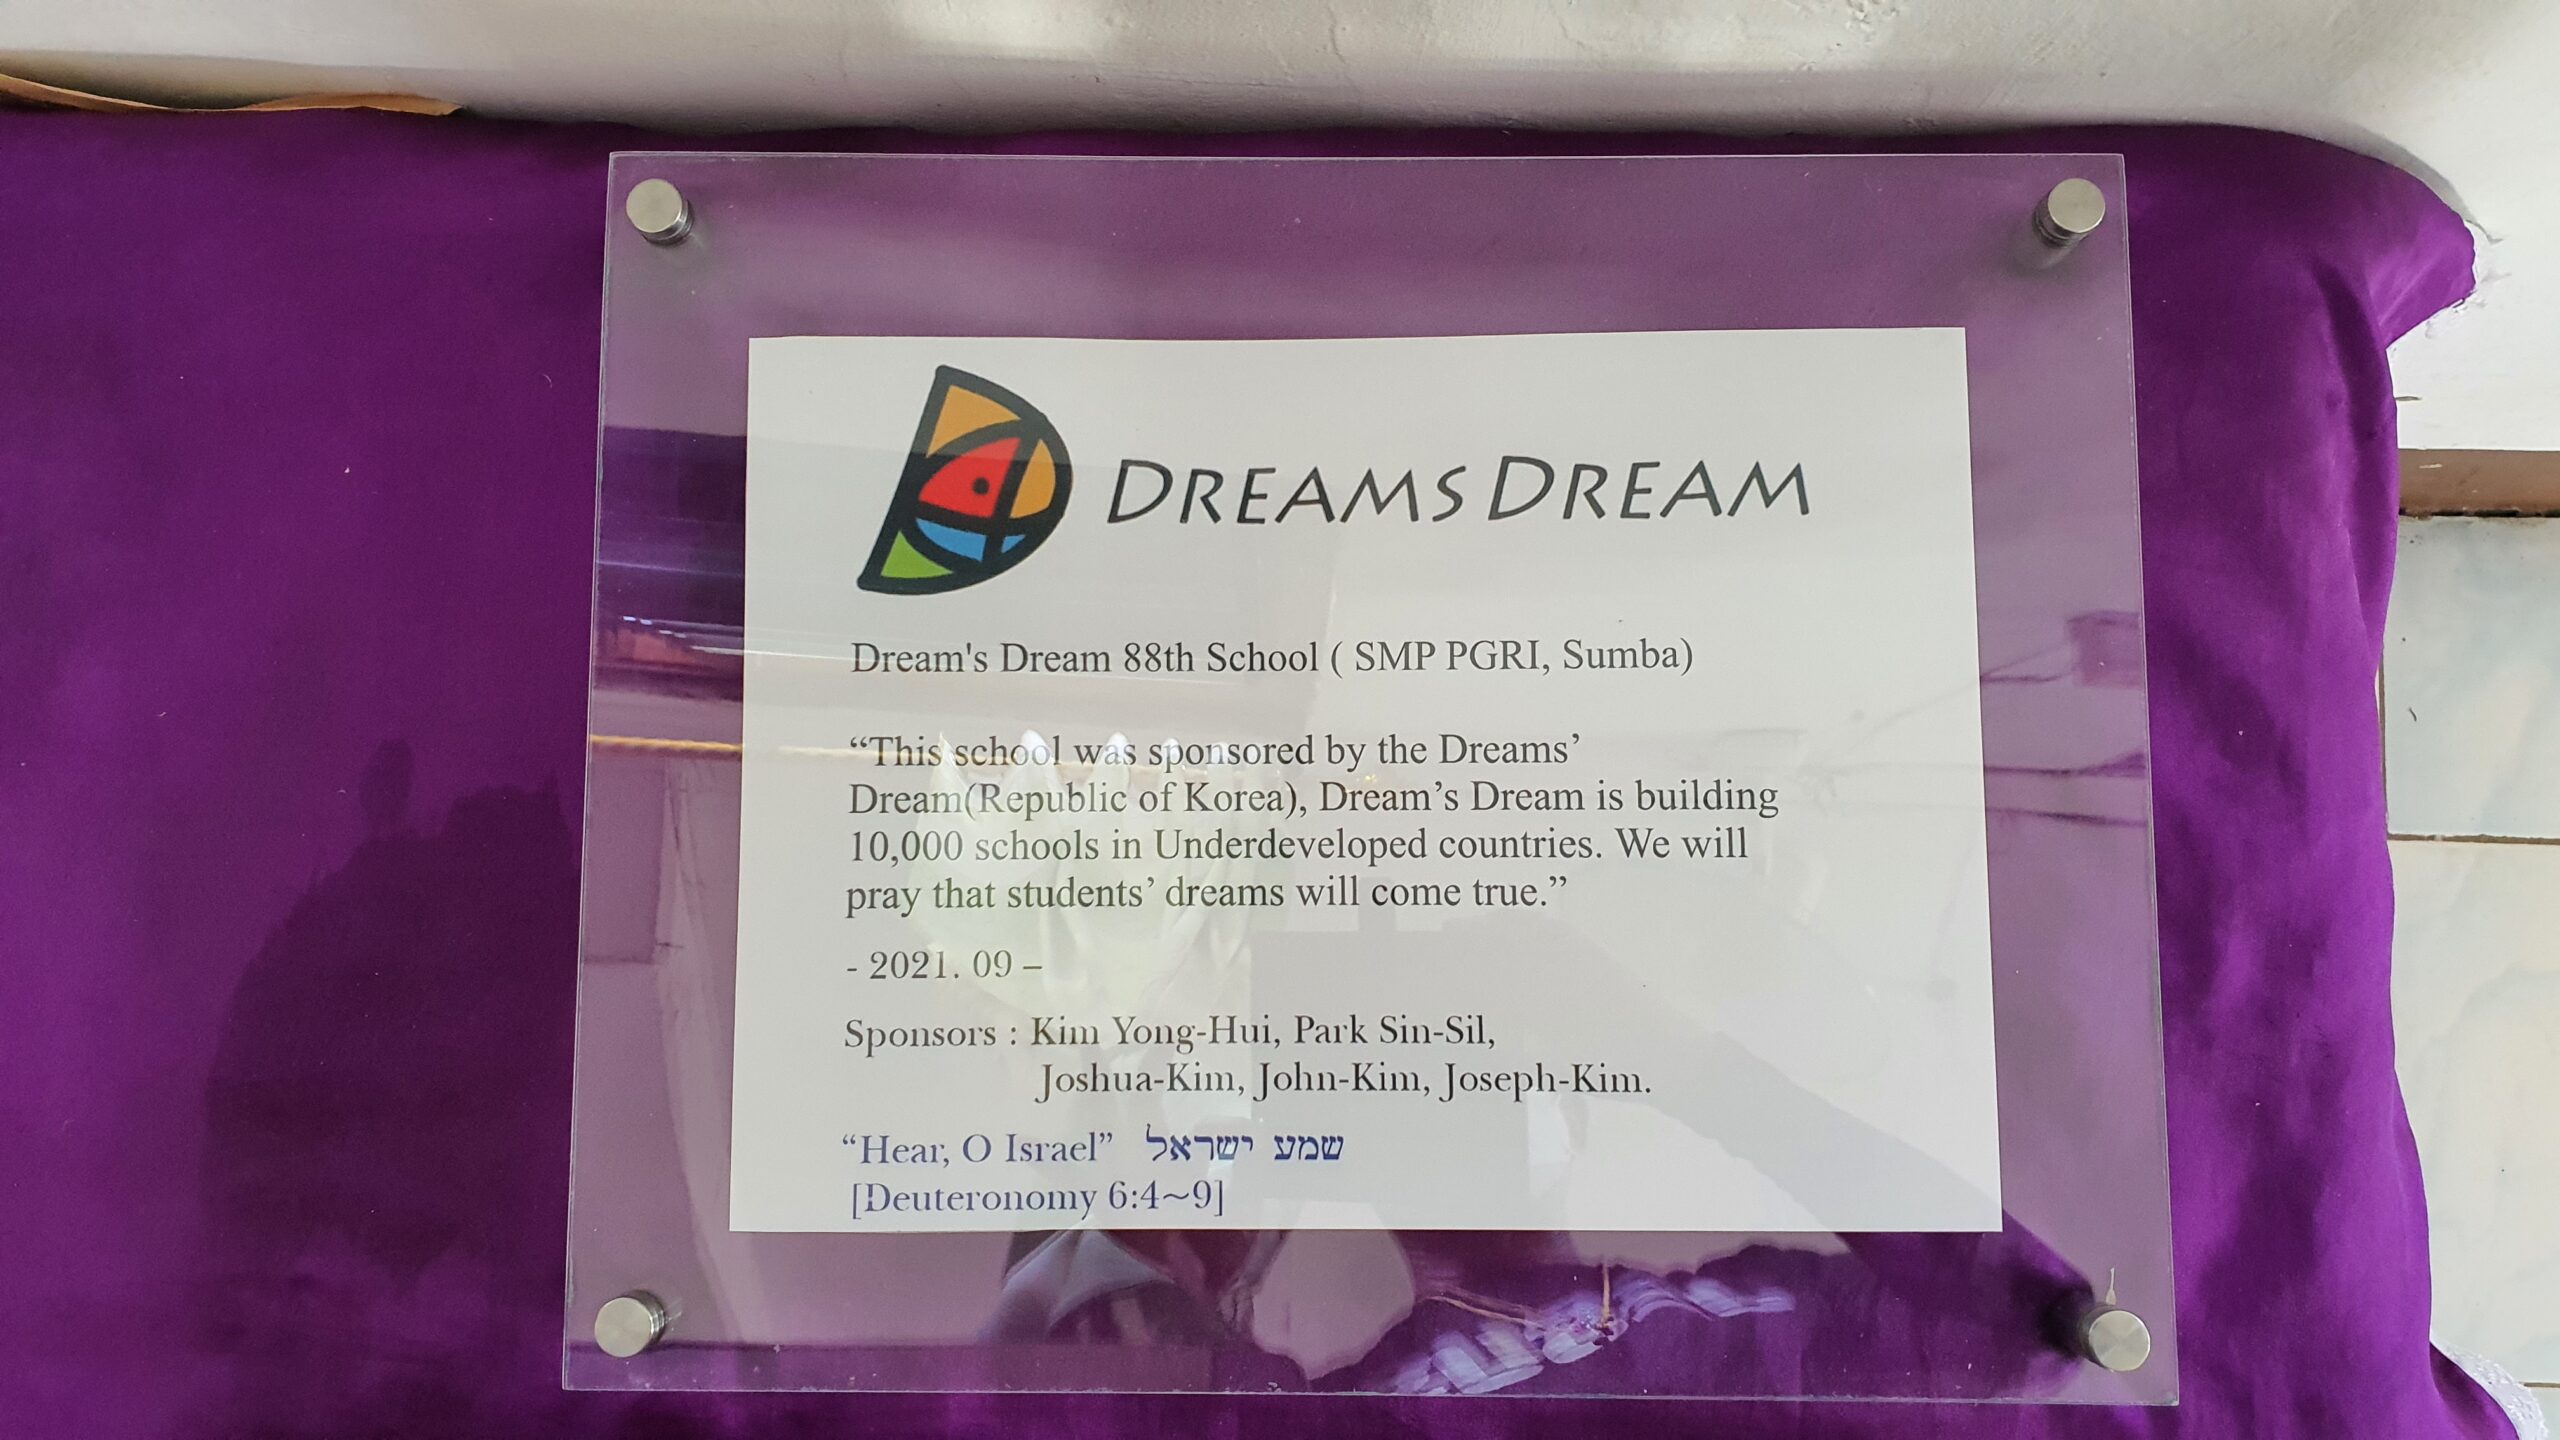 DREAMS DREAM
Dream's Dream 88th School ( SMP PGRI, Sumba)
“This school was sponsored by the Dreams’
Dream(Republic of Korea), Dream’s Dream is building
10,000 schools in Underdeveloped countries. We will
pray that students’ dreams will come true.”
- 2021. 09 –
Sponsors : Kim Yong-Hui, Park Sin-Sil,
Joshua-Kim, John-Kim, Joseph-Kim.
“Hear, O Israel” שמע ישראל
[Deuteronomy 6:4~9]